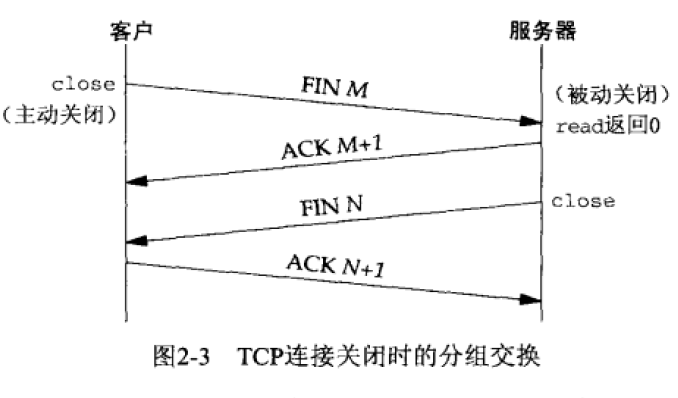 客户
服务器
close
（主动关闭）
FIN M
（被动关闭）
read返回0
ACK M+1
FIN N
close
ACK N+1
图2-3 TCP连接关闭时的分组交换